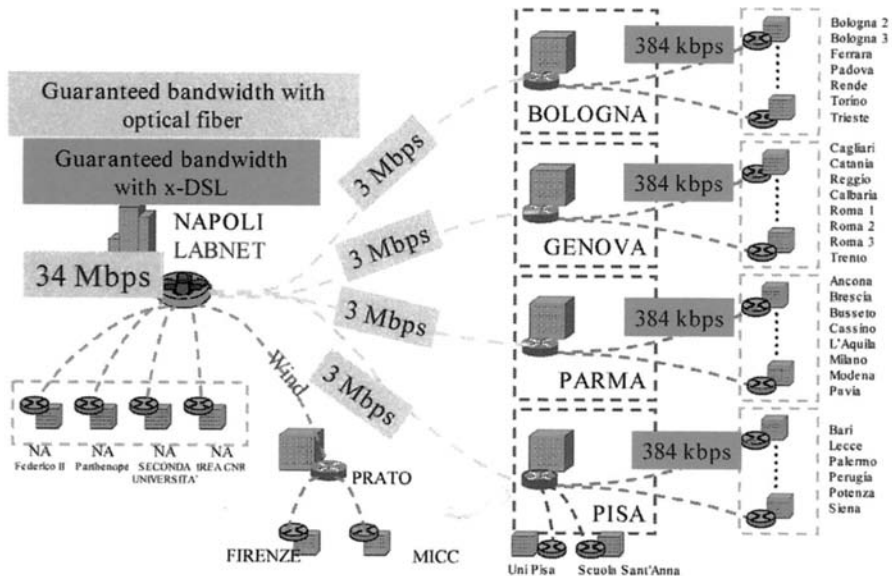 Guaranteed bandwidth with
optical fiber
Guaranteed bandwidth
with x-DSL
NAPOLI
LABNET
34 Mbps
3 Mbps
3 Mbps
3 Mbps
3 Mbps
Wind
NA
Federico II
NA
Parthenope
NA
SECONDA
UNIVERSITA'
NA
IREA CNR
PRATO
FIRENZE
MICC
384 kbps
BOLOGNA
Bologna 2
Bologna 3
Ferrara
Padova
Rende
Torino
Trieste
384 kbps
GENOVA
Cagliari
Catania
Reggio
Calbaria
Roma 1
Roma 2
Roma 3
Trento
384 kbps
PARMA
Ancona
Brescia
Busseto
Cassino
L'Aquila
Milano
Modena
Pavia
384 kbps
PISA
Bari
Lecce
Palermo
Perugia
Potenza
Siena
Uni Pisa
Scuola Sant'Anna